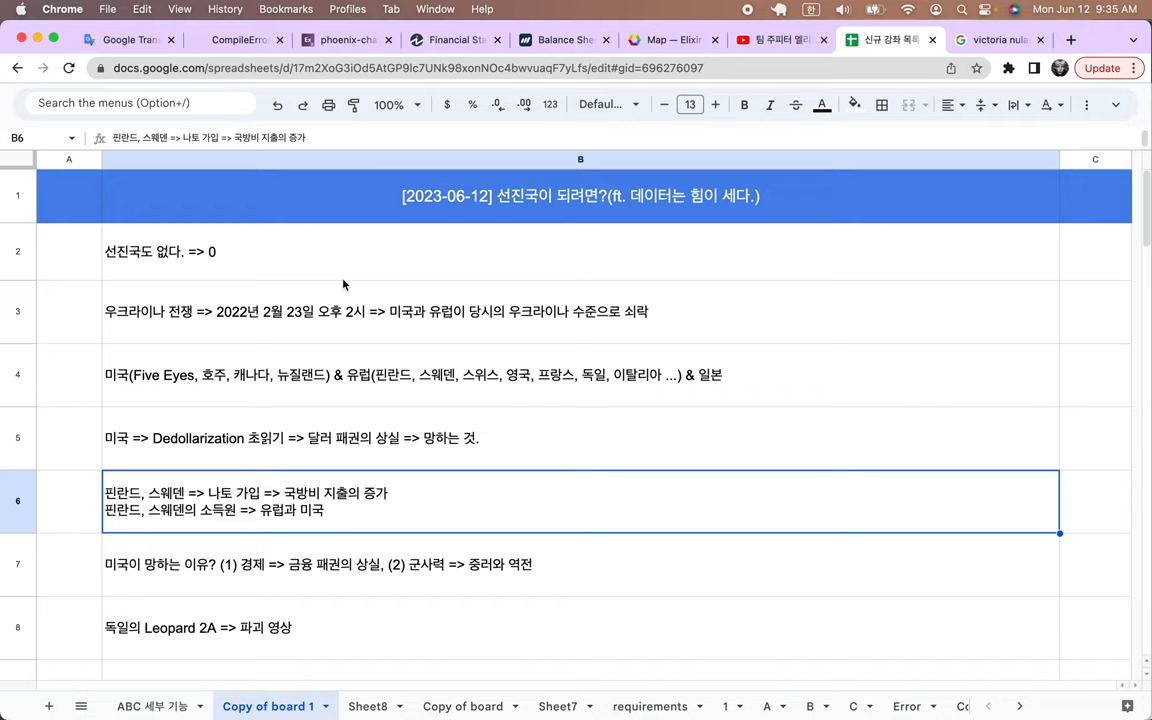 Chrome File Edit View History Bookmarks Profiles Tab Window Help 한 Mon Jun 12 9:35 AM
Google Tran CompileError phoenix-cha Financial Sta Balance She Map — Elixir 팀 주피터 엘리 신규 강좌 목록 victoria nula
docs.google.com/spreadsheets/d/17m2XoG3iOd5AtGP9lc7UNk98xonNOc4bwvuaqF7yLfs/edit#gid=696276097 Update
Search the menus (Option+/) 100% $ % .0 .00 123 Defaul... 13 B I S A
B6 fx 핀란드, 스웨덴 => 나토 가입 => 국방비 지출의 증가
A B C
1 [2023-06-12] 선진국이 되려면?(ft. 데이터는 힘이 세다.)
2 선진국도 없다. => 0
3 우크라이나 전쟁 => 2022년 2월 23일 오후 2시 => 미국과 유럽이 당시의 우크라이나 수준으로 쇠락
4 미국(Five Eyes, 호주, 캐나다, 뉴질랜드) & 유럽(핀란드, 스웨덴, 스위스, 영국, 프랑스, 독일, 이탈리아 ...) & 일본
5 미국 => Dedollarization 초읽기 => 달러 패권의 상실 => 망하는 것.
6 핀란드, 스웨덴 => 나토 가입 => 국방비 지출의 증가
핀란드, 스웨덴의 소득원 => 유럽과 미국
7 미국이 망하는 이유? (1) 경제 => 금융 패권의 상실, (2) 군사력 => 중러와 역전
8 독일의 Leopard 2A => 파괴 영상
ABC 세부 기능 Copy of board 1 Sheet8 Copy of board Sheet7 requirements 1 A B C Error Co